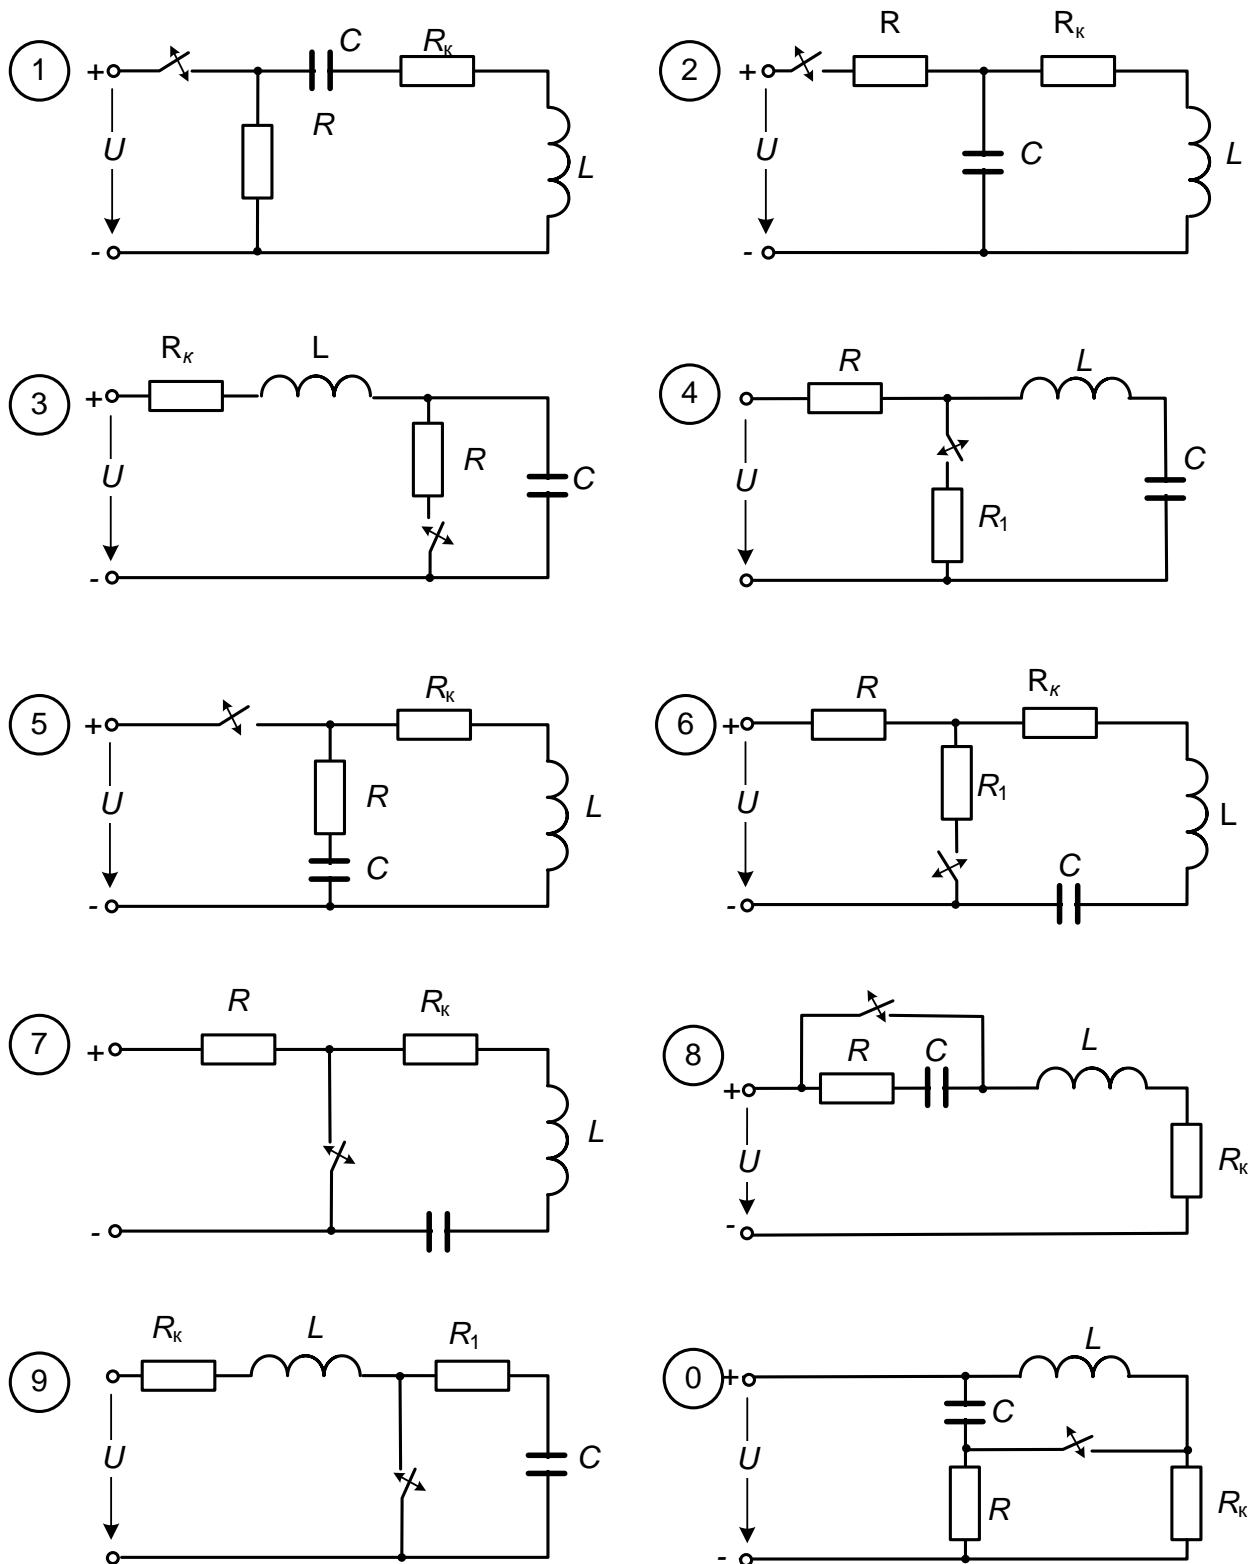 1 + C Rк
U R L
-
2 + R Rк
U C L
-
3 + Rк L
U R C
-
4 R L
U R1 C
5 + Rк
U R L
C
-
6 + R Rк
U R1 L
C
-
7 + R Rк
L
-
8 + R C L
U Rк
-
9 Rк L R1
U C
0 + L
C
U R Rк
-